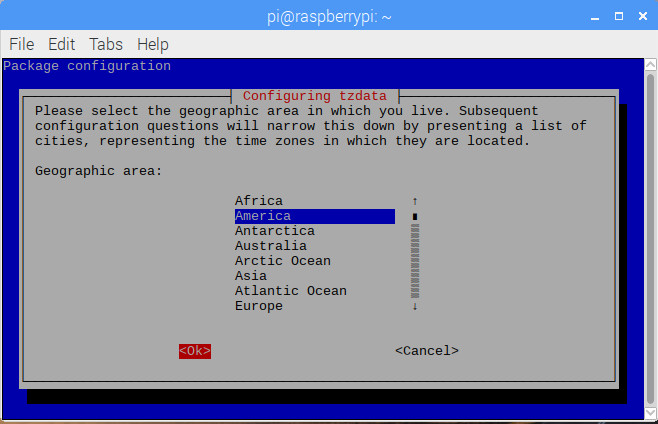 pi@raspberrypi: ~
File Edit Tabs Help
Package configuration
Configuring tzdata
Please select the geographic area in which you live. Subsequent
configuration questions will narrow this down by presenting a list of
cities, representing the time zones in which they are located.
Geographic area:
Africa
America
Antarctica
Australia
Arctic Ocean
Asia
Atlantic Ocean
Europe
<Ok> <Cancel>